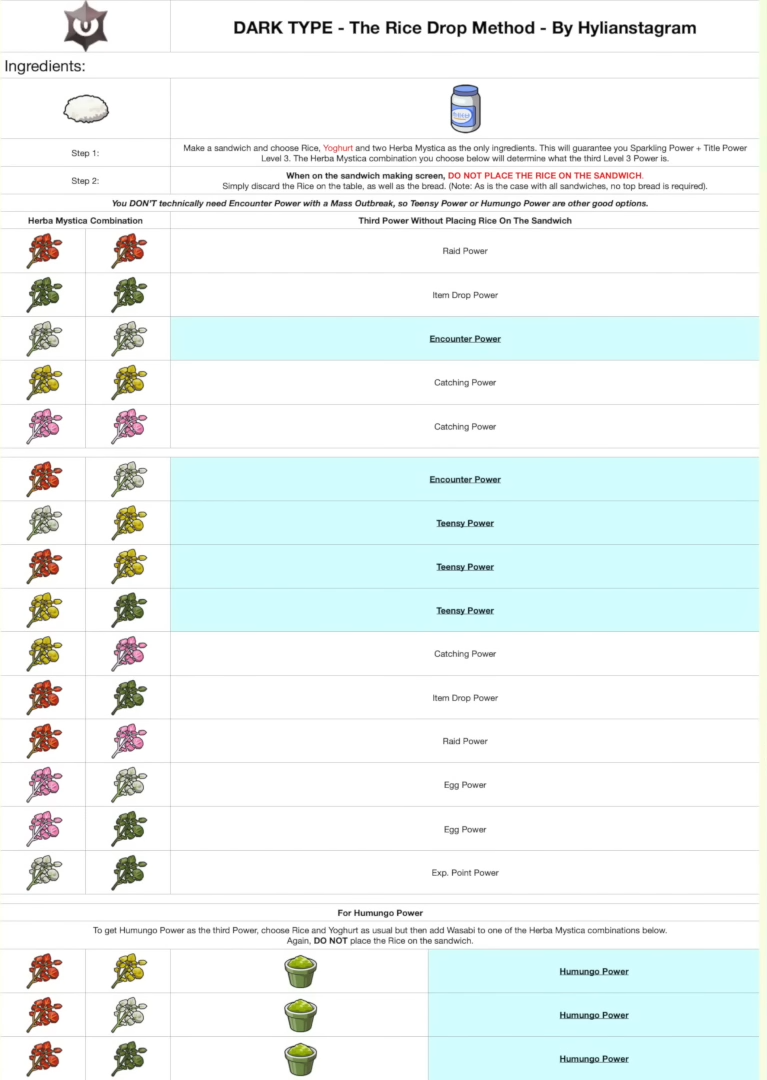 DARK TYPE - The Rice Drop Method - By Hylianstagram
Ingredients:
Step 1:
Make a sandwich and choose Rice, Yoghurt and two Herba Mystica as the only ingredients. This will guarantee you Sparkling Power + Title Power
Level 3. The Herba Mystica combination you choose below will determine what the third Level 3 Power is.
Step 2:
When on the sandwich making screen, DO NOT PLACE THE RICE ON THE SANDWICH.
Simply discard the Rice on the table, as well as the bread. (Note: As is the case with all sandwiches, no top bread is required).
You DON'T technically need Encounter Power with a Mass Outbreak, so Teensy Power or Humungo Power are other good options.
Herba Mystica Combination
Third Power Without Placing Rice On The Sandwich
Raid Power
Item Drop Power
Encounter Power
Catching Power
Catching Power
Encounter Power
Teensy Power
Teensy Power
Teensy Power
Catching Power
Item Drop Power
Raid Power
Egg Power
Egg Power
Exp. Point Power
For Humungo Power
To get Humungo Power as the third Power, choose Rice and Yoghurt as usual but then add Wasabi to one of the Herba Mystica combinations below.
Again, DO NOT place the Rice on the sandwich.
Humungo Power
Humungo Power
Humungo Power